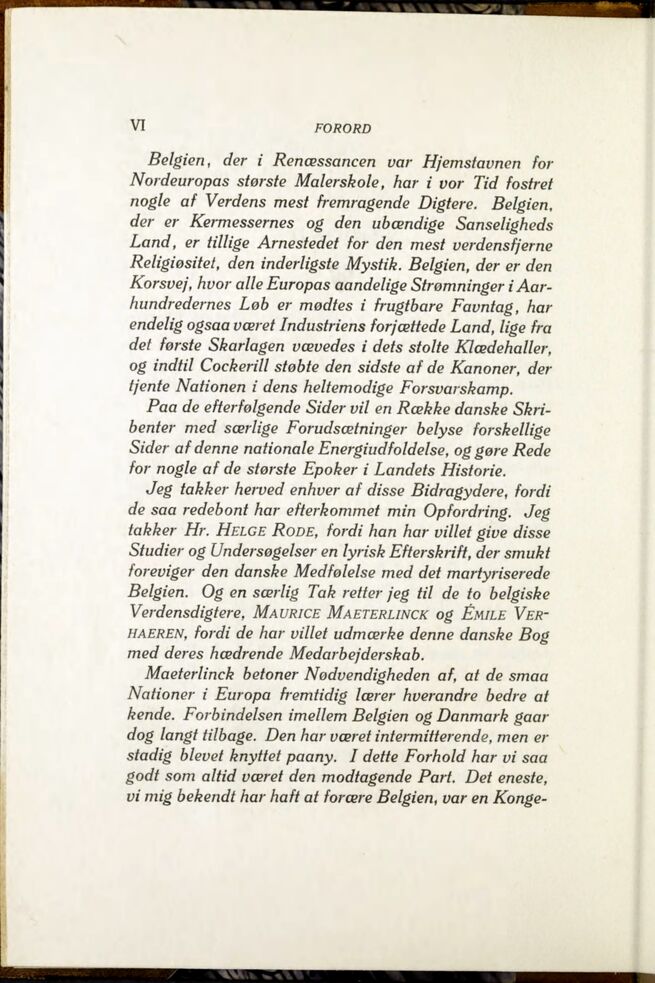 VI FORORD
Belgien, der i Renæssancen var Hjemstavnen for
Nordeuropas største Malerskole, har i vor Tid fostret
nogle af Verdens mest fremragende Digtere. Belgien,
der er Kermessernes og den ubændige Sanseligheds
Land, er tillige Arnestedet for den mest verdensfjerne
Religiøsitet, den inderligste Mystik. Belgien, der er den
Korsvej, hvor alle Europas aandelige Strømninger i Aar-
hundredernes Løb er mødtes i frugtbare Favntag, har
endelig ogsaa været Industriens forjættede Land, lige fra
det første Skarlagen vævedes i dets stolte Klædehaller,
og indtil Cockerill støbte den sidste af de Kanoner, der
tjente Nationen i dens heltemodige Forsvarskamp.
Paa de efterfølgende Sider vil en Række danske Skri-
benter med særlige Forudsætninger belyse forskellige
Sider af denne nationale Energiudfoldelse, og gøre Rede
for nogle af de største Epoker i Landets Historie.
Jeg takker herved enhver af disse Bidragydere, fordi
de saa redebont har efterkommet min Opfordring. Jeg
takker Hr. HELGE RODE, fordi han har villet give disse
Studier og Undersøgelser en lyrisk Efterskrift, der smukt
foreviger den danske Medfølelse med det martyriserede
Belgien. Og en særlig Tak retter jeg til de to belgiske
Verdensdigtere, MAURICE MAETERLINCK og ÉMILE VER-
HAEREN, fordi de har villet udmærke denne danske Bog
med deres hædrende Medarbejderskab.
Maeterlinck betoner Nødvendigheden af, at de smaa
Nationer i Europa fremtidig lærer hverandre bedre at
kende. Forbindelsen imellem Belgien og Danmark gaar
dog langt tilbage. Den har været intermitterende, men er
stadig blevet knyttet paany. I dette Forhold har vi saa
godt som altid været den modtagende Part. Det eneste,
vi mig bekendt har haft at forære Belgien, var en Konge-